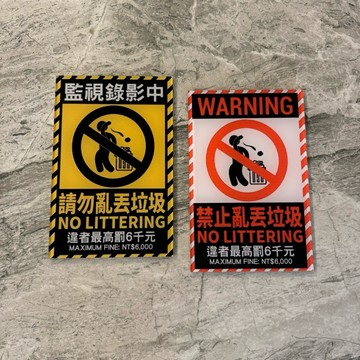 監視錄影中
請勿亂丟垃圾
NO LITTERING
違者最高罰6千元
MAXIMUM FINE: NT$6,000
WARNING
禁止亂丟垃圾
NO LITTERING
違者最高罰6千元
MAXIMUM FINE: NT$6,000